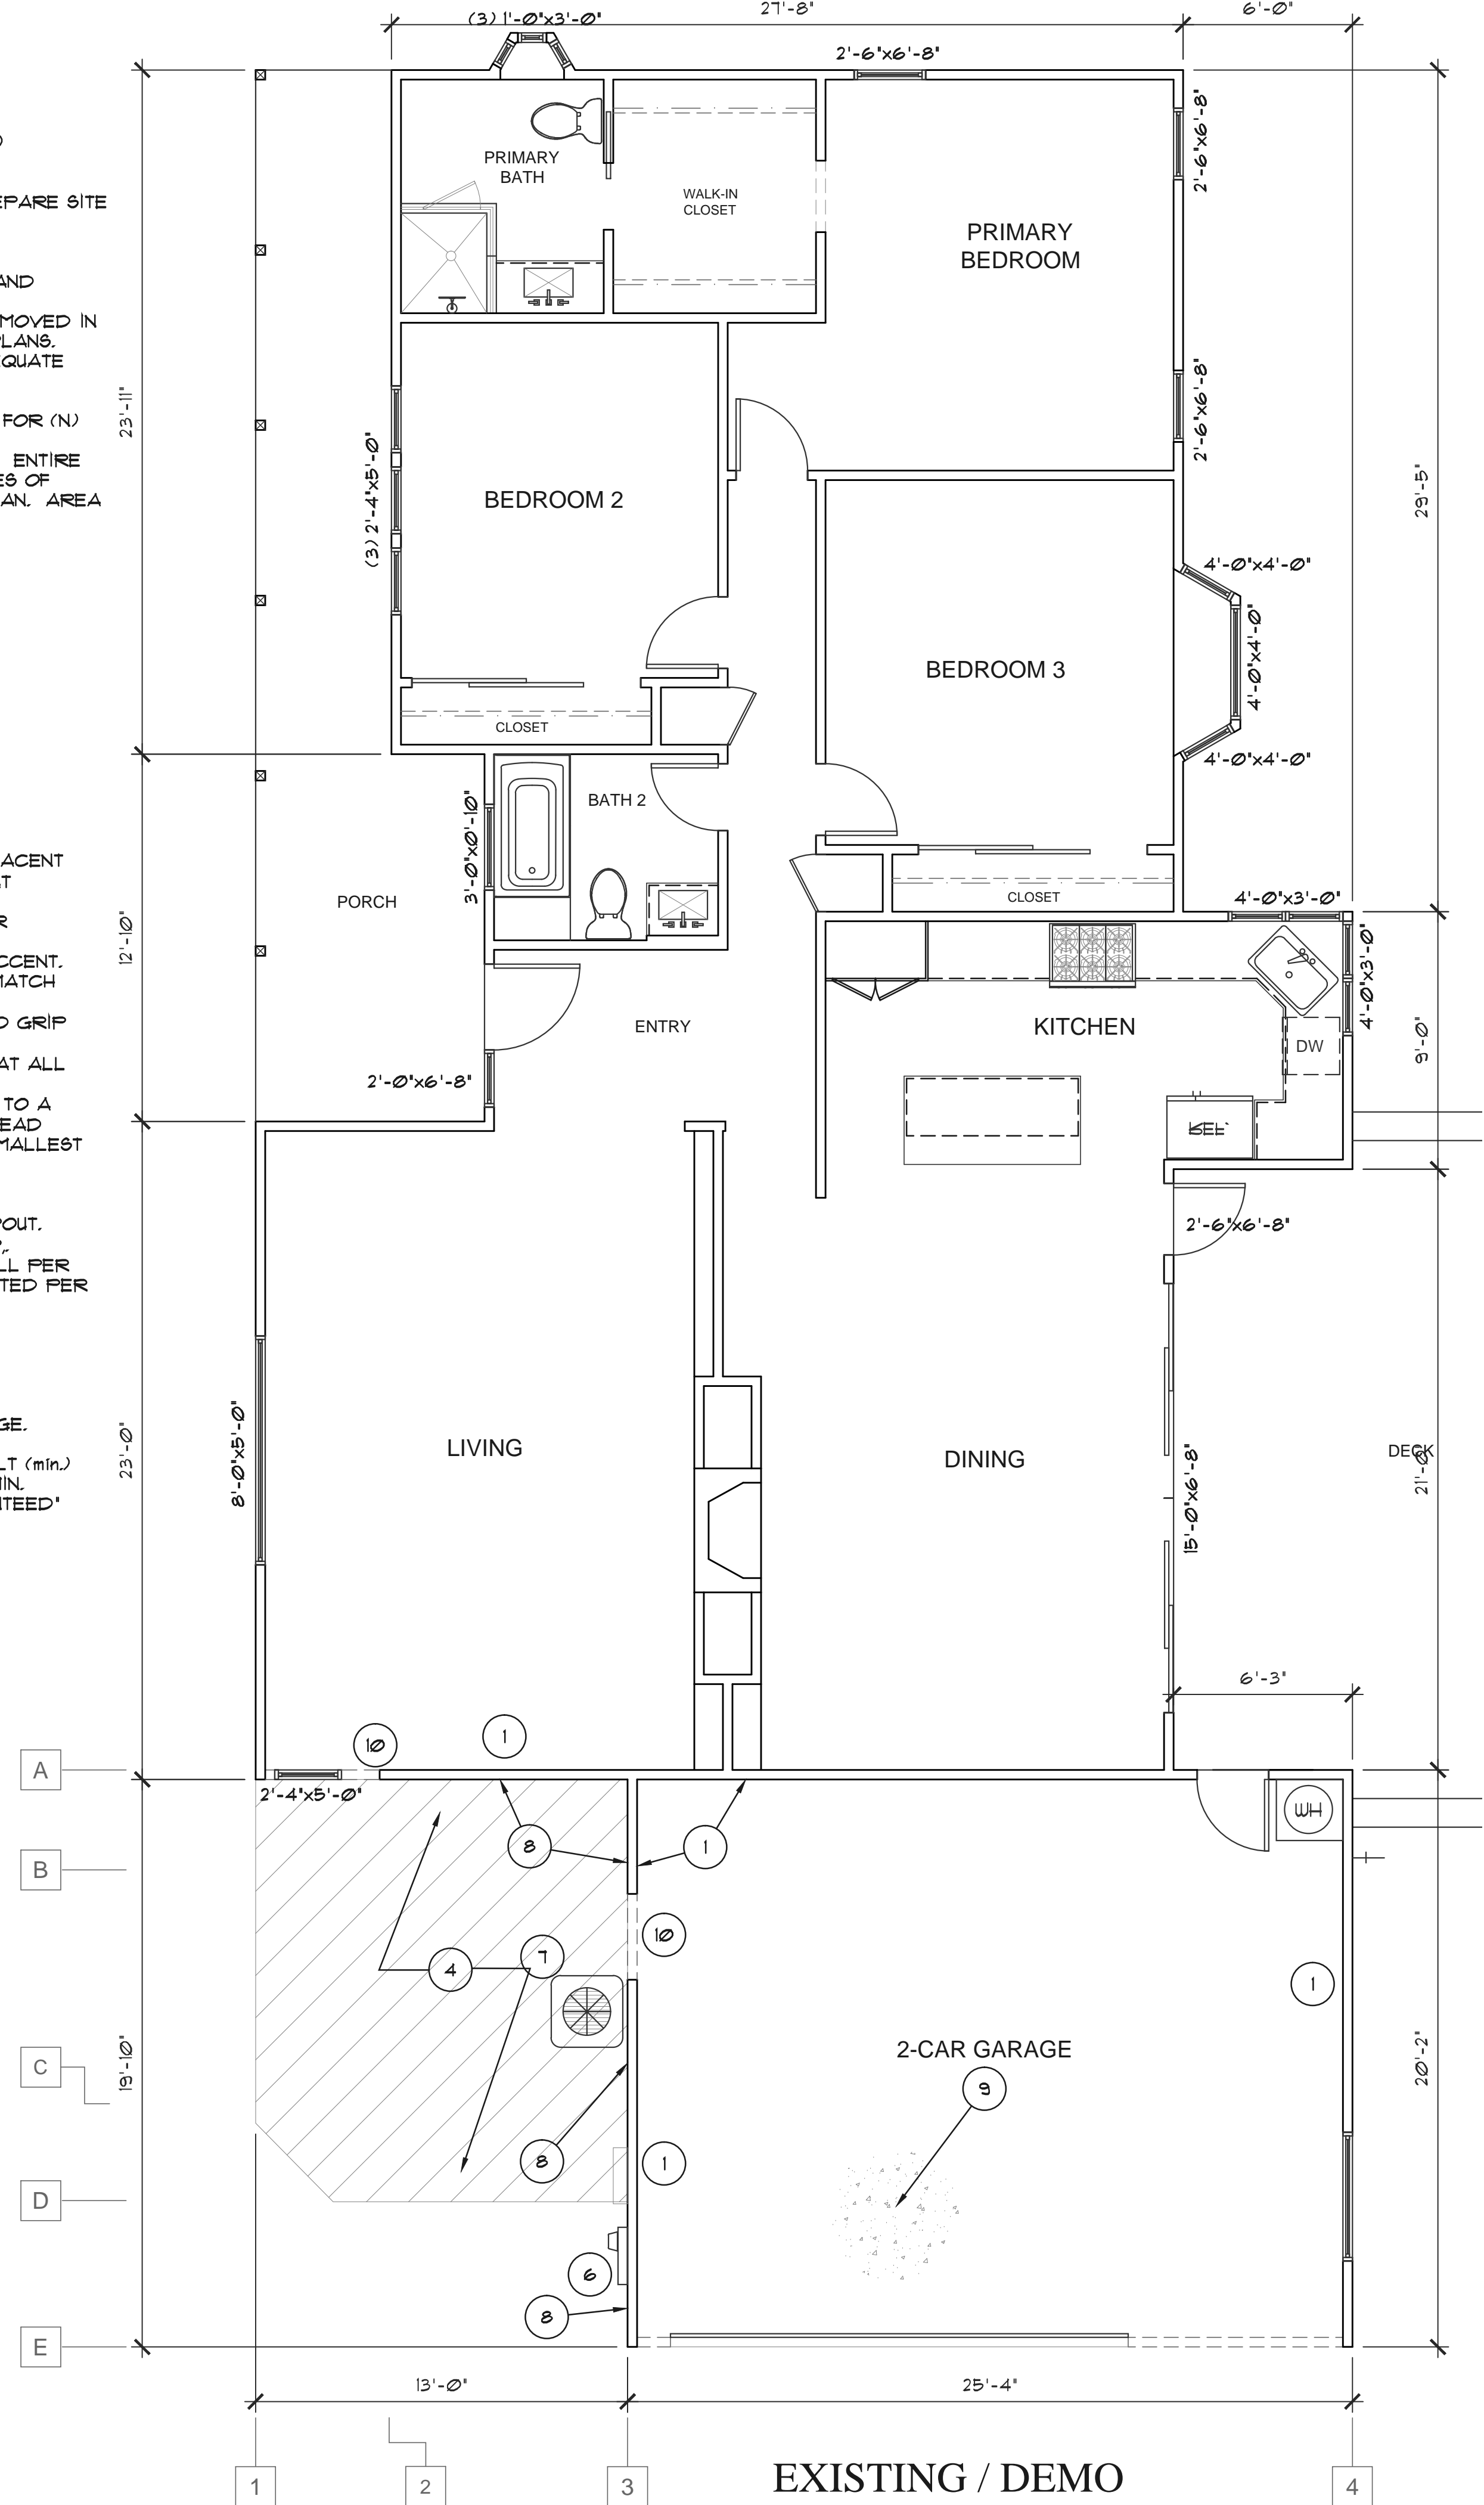 (3) 1'-0"x3'-0"
27'-8"
6'-0"
2'-6"x6'-8"
2'-6"x6'-8"
)
EPARE SITE
AND
MOVED IN
PLANS.
EQUATE
FOR (N)
ENTIRE
ES OF
AN. AREA
PRIMARY
BATH
WALK-IN
CLOSET
PRIMARY
BEDROOM
23'-11"
(3) 2'-4"x5'-0"
2'-6"x6'-8"
29'-5"
BEDROOM 2
4'-0"x4'-0"
4'-0"x4'-0"
4'-0"x4'-0"
BEDROOM 3
CLOSET
BATH 2
3'-0"x0'-10"
PORCH
CLOSET
4'-0"x3'-0"
4'-0"x3'-0"
ACENT
T
R
CCENT.
MATCH
O GRIP
AT ALL
TO A
EAD
MALLEST
12'-10"
ENTRY
KITCHEN
DW
9'-0"
2'-0"x6'-8"
REF.
POUT.
P,.
LL PER
TED PER
2'-6"x6'-8"
GE.
LT (min.)
IN.
TEED"
23'-0"
8'-0"x5'-0"
LIVING
DINING
15'-0"x6'-8"
DECK
21'-0"
6'-3"
10
1
A
2'-4"x5'-0"
WH
8
1
B
10
7
4
1
C
19'-10"
2-CAR GARAGE
20'-2"
9
8
1
D
6
8
E
13'-0"
25'-4"
1
2
3
EXISTING / DEMO
4